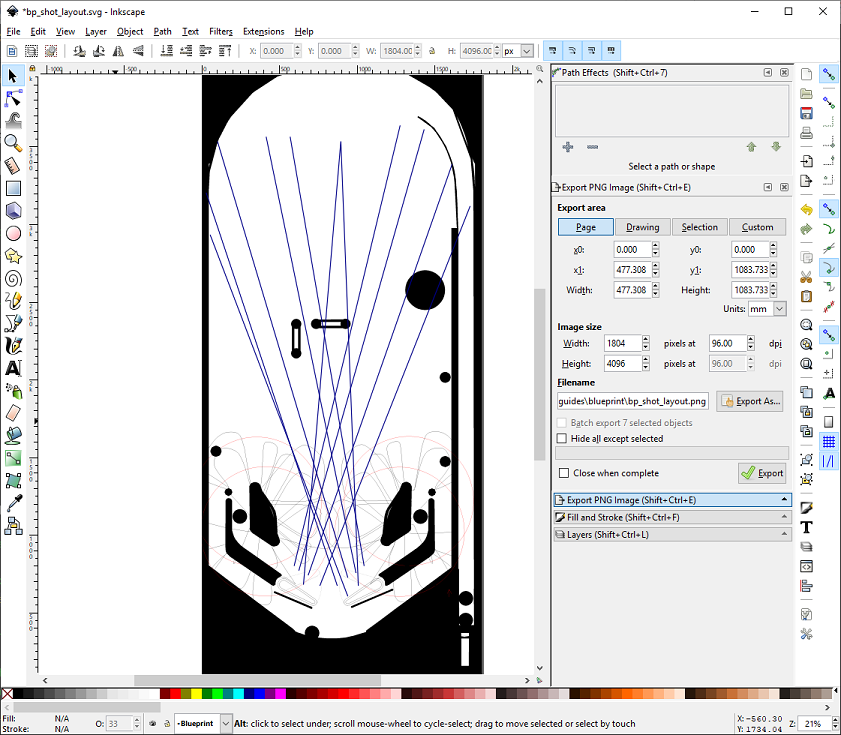 *bp_shot_layout.svg - Inkscape
File Edit View Layer Object Path Text Filters Extensions Help
X: 0.000 Y: 0.000 W: 1804.00 H: 4096.00 px
Path Effects (Shift+Ctrl+7)
Select a path or shape
Export PNG Image (Shift+Ctrl+E)
Export area
Page Drawing Selection Custom
x0: 0.000 y0: 0.000
x1: 477.308 y1: 1083.733
Width: 477.308 Height: 1083.733
Units: mm
Image size
Width: 1804 pixels at 96.00 dpi
Height: 4096 pixels at 96.00 dpi
Filename
guides\blueprint\bp_shot_layout.png Export As...
Batch export 7 selected objects
Hide all except selected
Close when complete Export
Export PNG Image (Shift+Ctrl+E)
Fill and Stroke (Shift+Ctrl+F)
Layers (Shift+Ctrl+L)
Fill: N/A
Stroke: N/A
O: 33
•Blueprint
Alt: click to select under; scroll mouse-wheel to cycle-select; drag to move selected or select by touch
X: -560.30
Y: 1734.04
Z: 21%